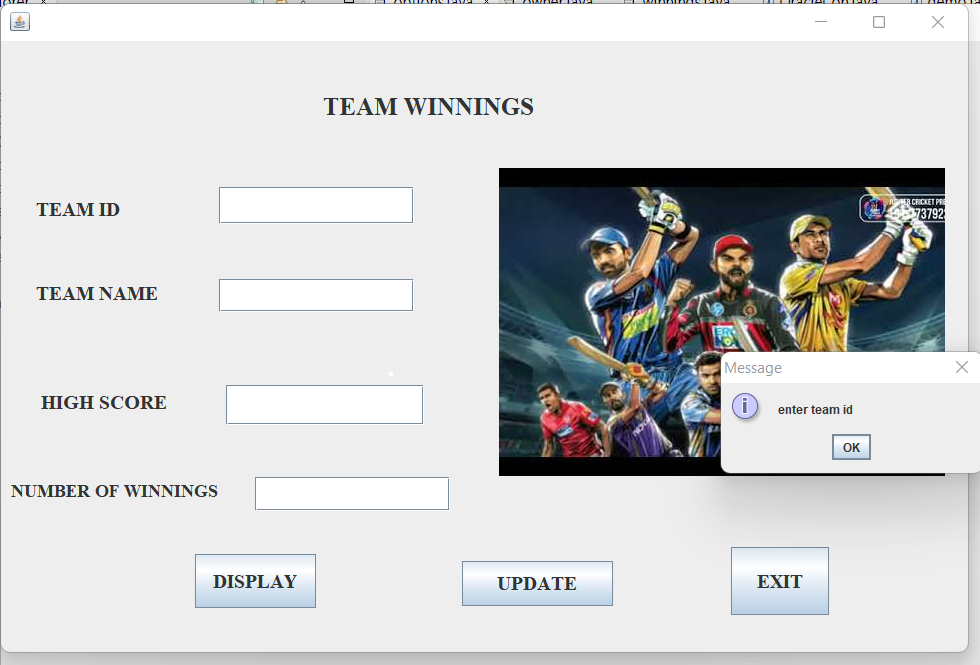 TEAM WINNINGS
TEAM ID
TEAM NAME
HIGH SCORE
NUMBER OF WINNINGS
Message
i
enter team id
OK
DISPLAY
UPDATE
EXIT